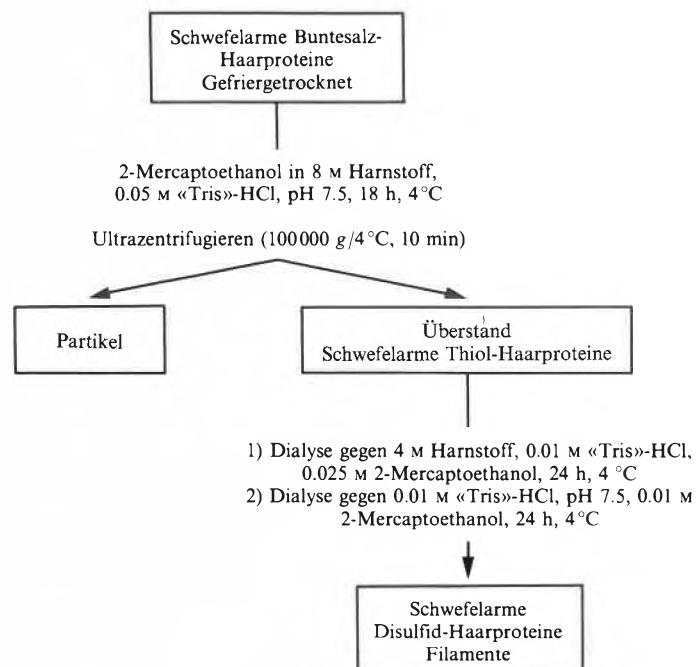 Schwefelarme Buntesalz-
Haarproteine
Gefriergetrocknet
2-Mercaptoethanol in 8 M Harnstoff,
0.05 M «Tris»-HCl, pH 7.5, 18 h, 4°C
Ultrazentrifugieren (100000 g/4°C, 10 min)
Partikel
Überstand
Schwefelarme Thiol-Haarproteine
1) Dialyse gegen 4 M Harnstoff, 0.01 M «Tris»-HCl,
0.025 M 2-Mercaptoethanol, 24 h, 4 °C
2) Dialyse gegen 0.01 M «Tris»-HCl, pH 7.5, 0.01 M
2-Mercaptoethanol, 24 h, 4°C
Schwefelarme
Disulfid-Haarproteine
Filamente